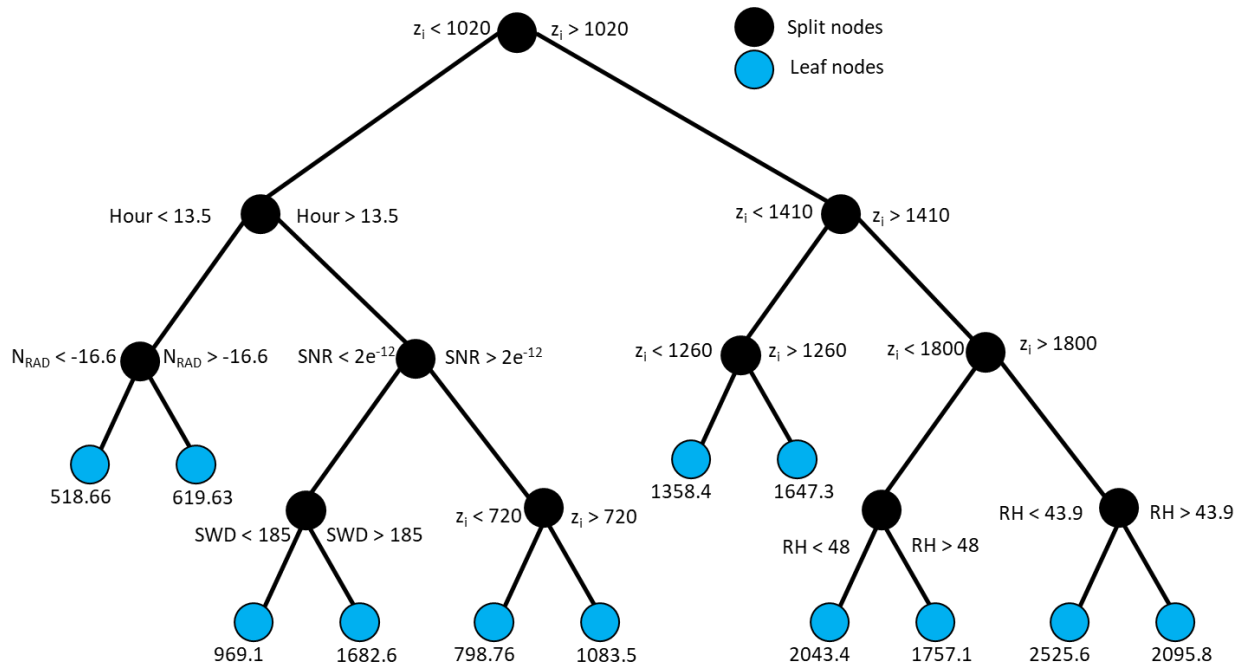 z_i < 1020 z_i > 1020
Split nodes
Leaf nodes
Hour < 13.5 Hour > 13.5
z_i < 1410 z_i > 1410
N_RAD < -16.6 N_RAD > -16.6
SNR < 2e^-12 SNR > 2e^-12
z_i < 1260 z_i > 1260
z_i < 1800 z_i > 1800
518.66 619.63
1358.4 1647.3
SWD < 185 SWD > 185
z_i < 720 z_i > 720
RH < 48 RH > 48
RH < 43.9 RH > 43.9
969.1 1682.6 798.76 1083.5 2043.4 1757.1 2525.6 2095.8